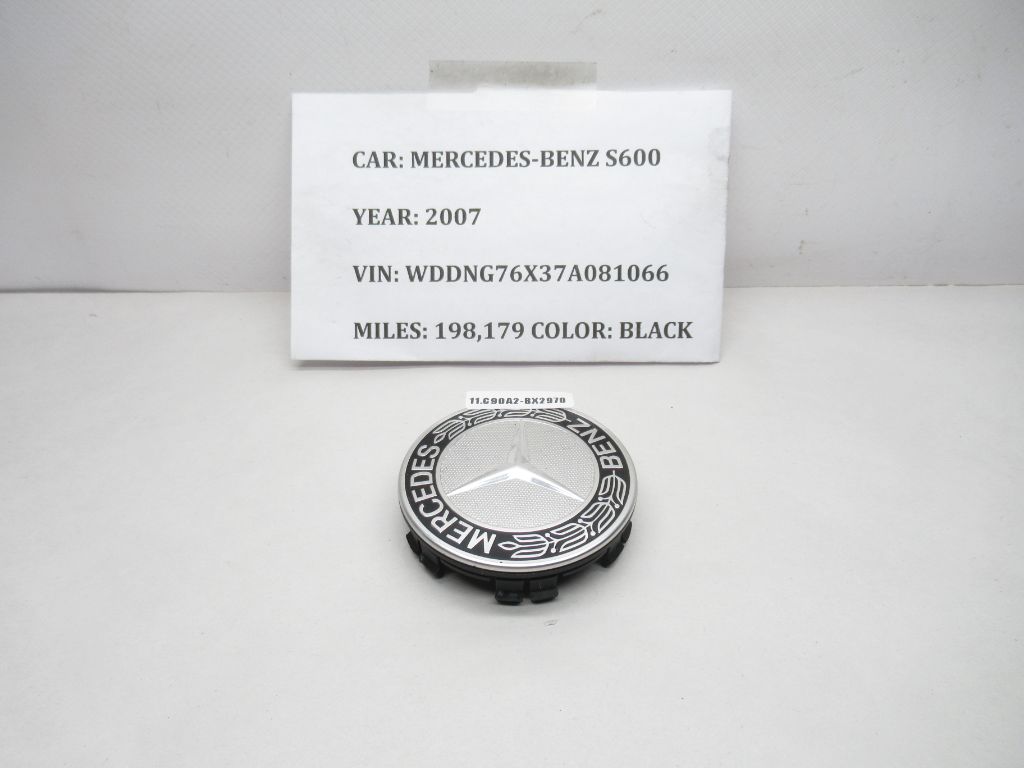 CAR: MERCEDES-BENZ S600
YEAR: 2007
VIN: WDDNG76X37A081066
MILES: 198,179 COLOR: BLACK
11.C90A2-BX2970
MERCEDES
BENZ